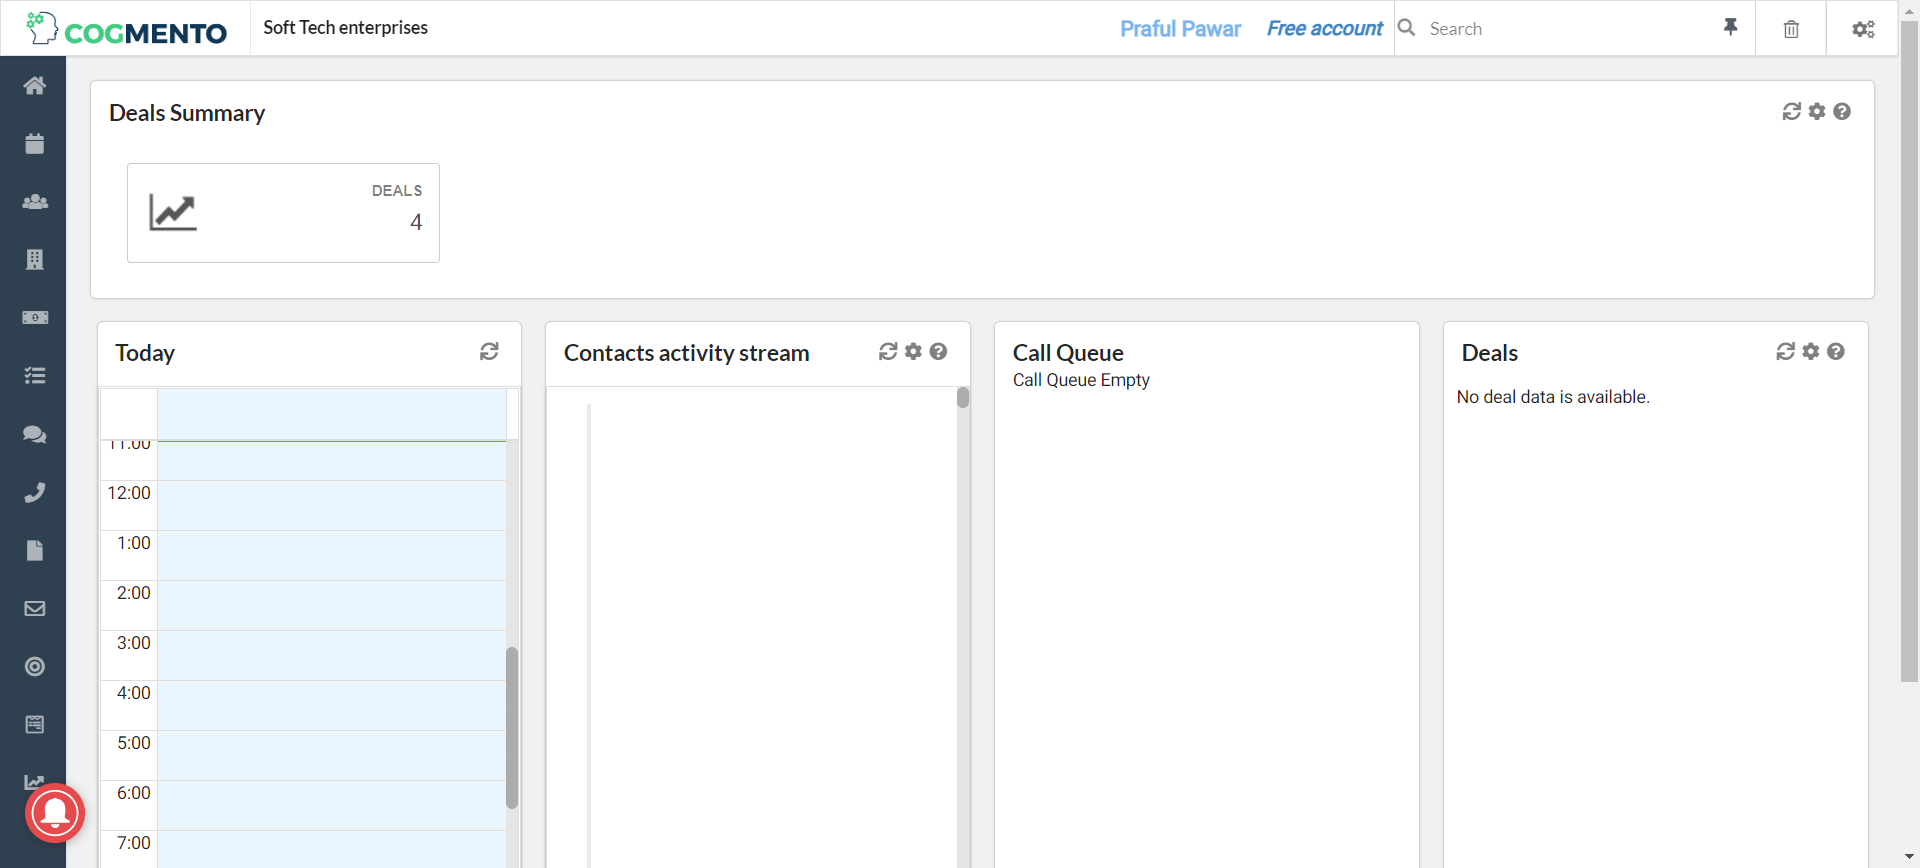 COGMENTO
Soft Tech enterprises
Praful Pawar
Free account
Search
Deals Summary
DEALS
4
Today
11:00
12:00
1:00
2:00
3:00
4:00
5:00
6:00
7:00
Contacts activity stream
Call Queue
Call Queue Empty
Deals
No deal data is available.